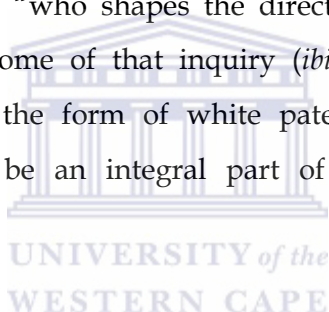 "who shapes the direct
ome of that inquiry (ibi
the form of white pate
be an integral part of
UNIVERSITY of the
WESTERN CAPE